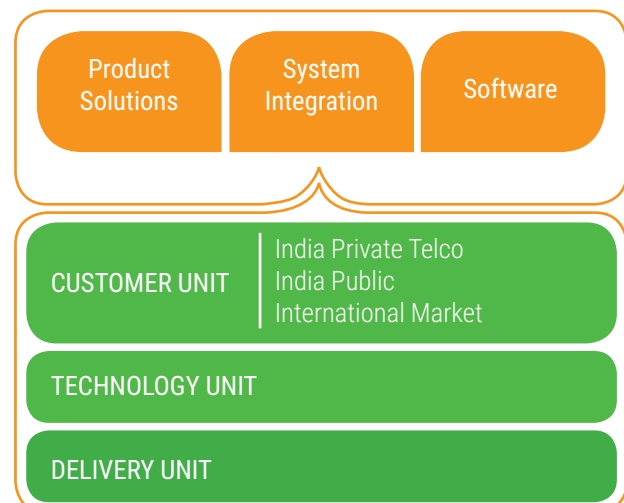 Product
Solutions
System
Integration
Software
CUSTOMER UNIT
India Private Telco
India Public
International Market
TECHNOLOGY UNIT
DELIVERY UNIT